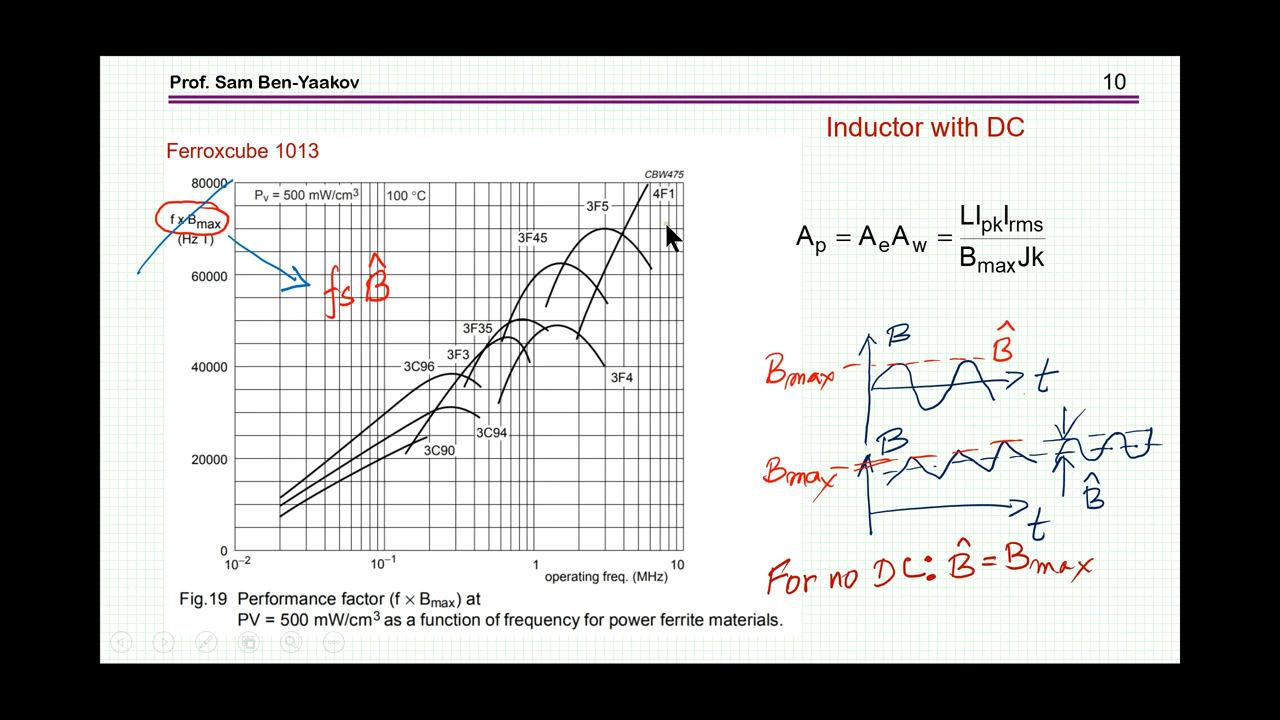 Prof. Sam Ben-Yaakov
10
Inductor with DC
Ferroxcube 1013
CBW475
80000
60000
40000
20000
0
f x Bmax
(Hz T)
Pv = 500 mW/cm³
100 °C
4F1
3F5
3F45
3F35
3F3
3C96
3F4
3C94
3C90
fs B̂
10⁻²
10⁻¹
1
10
operating freq. (MHz)
Fig.19 Performance factor (f × Bmax) at
PV = 500 mW/cm³ as a function of frequency for power ferrite materials.
Ap = AeAw = LIpkIrms / BmaxJk
B
Bmax
B̂
t
B
Bmax
B̂
t
For no DC: B̂ = Bmax